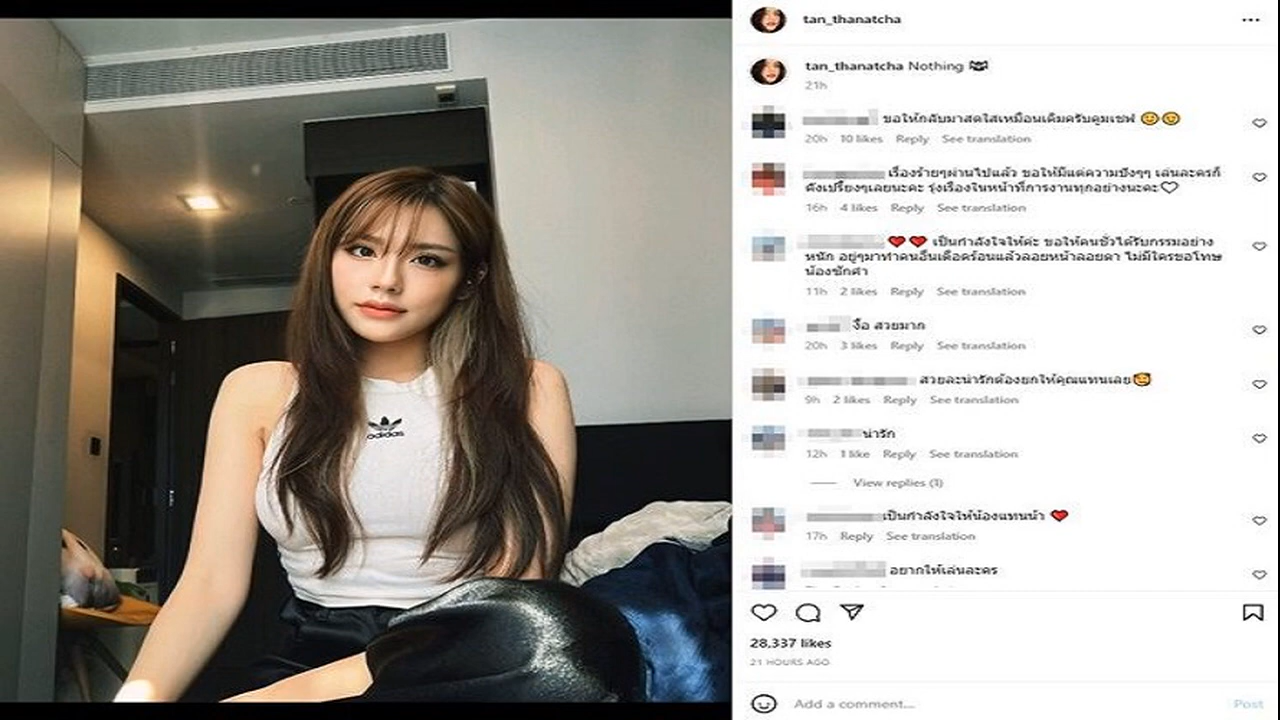 adidas
tan_thanatcha
tan_thanatcha Nothing
21h
ขอให้กลับมาสดใสเหมือนเดิมครับคูมเชฟ
20h 10 likes Reply See translation
เรื่องร้ายๆผ่านไปแล้ว ขอให้มีแต่ความปังๆๆ เล่นละครก็
ดังเปรี้ยงๆเลยนะคะ รุ่งเรื่องในหน้าที่การงานทุกอย่างนะคะ
16h 4 likes Reply See translation
❤️❤️ เป็นกำลังใจให้ค่ะ ขอให้คนชั่วได้รับกรรมอย่าง
หนัก อยู่ๆมาทำคนอื่นเดือดร้อนแล้วลอยหน้าลอยตา ไม่มีใครขอโทษ
น้องซักคำ
11h 2 likes Reply See translation
งื้อ สวยมาก
20h 3 likes Reply See translation
สวยละน่ารักต้องยกให้คุณแทนเลย
9h 2 likes Reply See translation
น่ารัก
12h 1 like Reply See translation
View replies (1)
เป็นกำลังใจให้น้องแทนน้า ❤️
17h Reply See translation
อยากให้เล่นละคร
28,337 likes
21 HOURS AGO
Add a comment...
Post